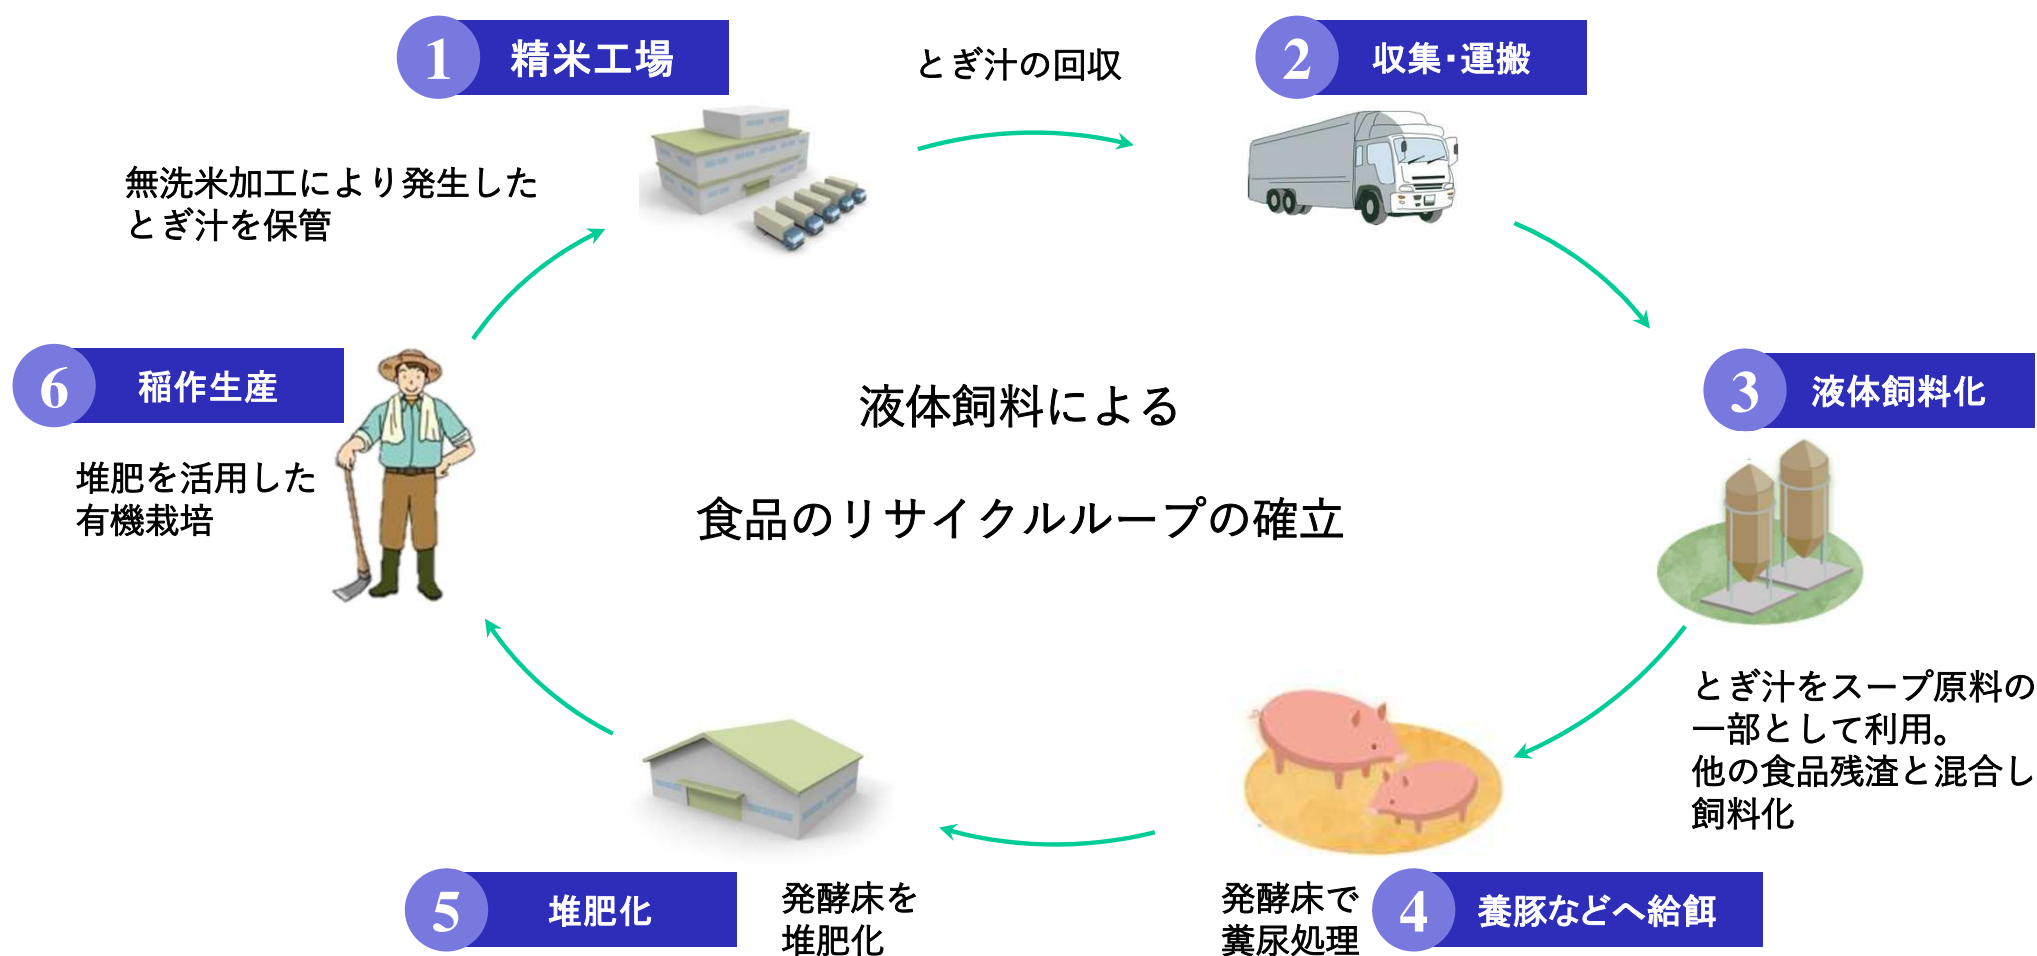 1 精米工場
とぎ汁の回収
2 収集・運搬
無洗米加工により発生した
とぎ汁を保管
6 稲作生産
堆肥を活用した
有機栽培
液体飼料による
食品のリサイクルループの確立
3 液体飼料化
とぎ汁をスープ原料の
一部として利用。
他の食品残渣と混合し
飼料化
5 堆肥化
発酵床を
堆肥化
発酵床で
糞尿処理
4 養豚などへ給餌